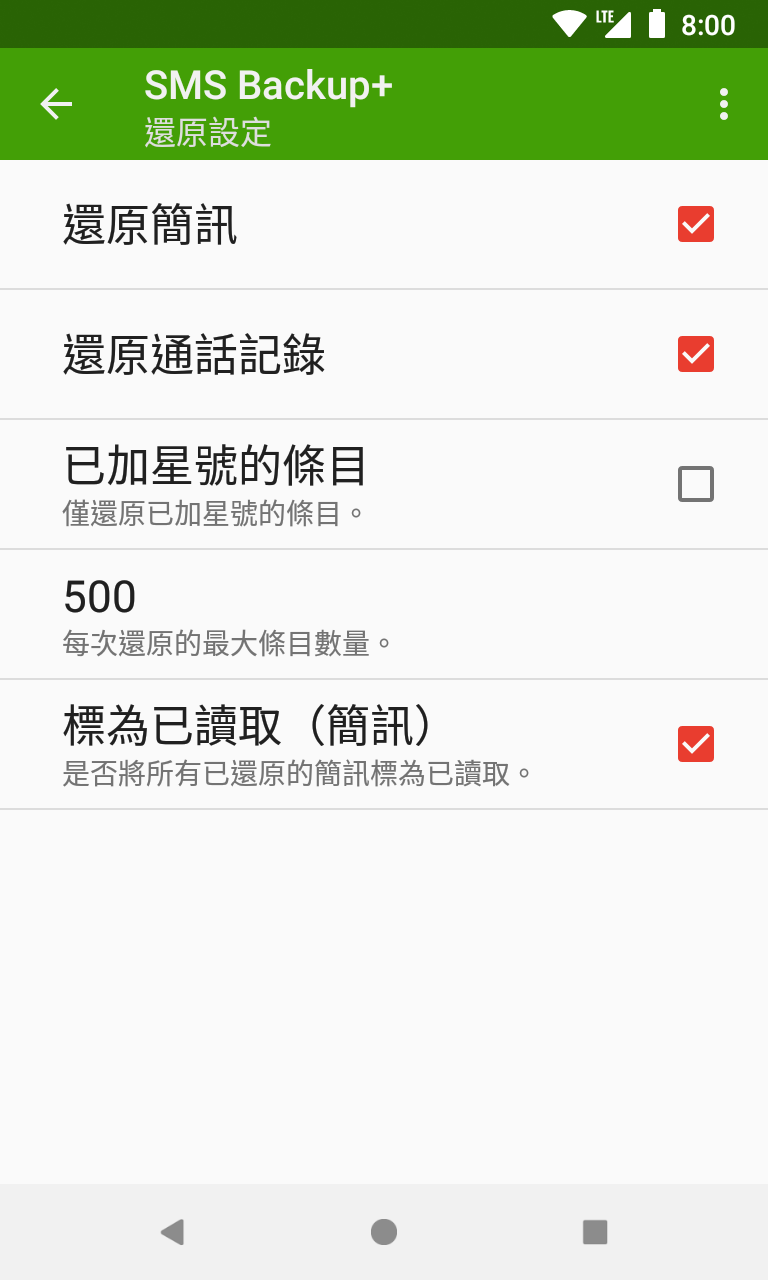 LTE 8:00
SMS Backup+
還原設定
還原簡訊
還原通話記錄
已加星號的條目
僅還原已加星號的條目。
500
每次還原的最大條目數量。
標為已讀取（簡訊）
是否將所有已還原的簡訊標為已讀取。